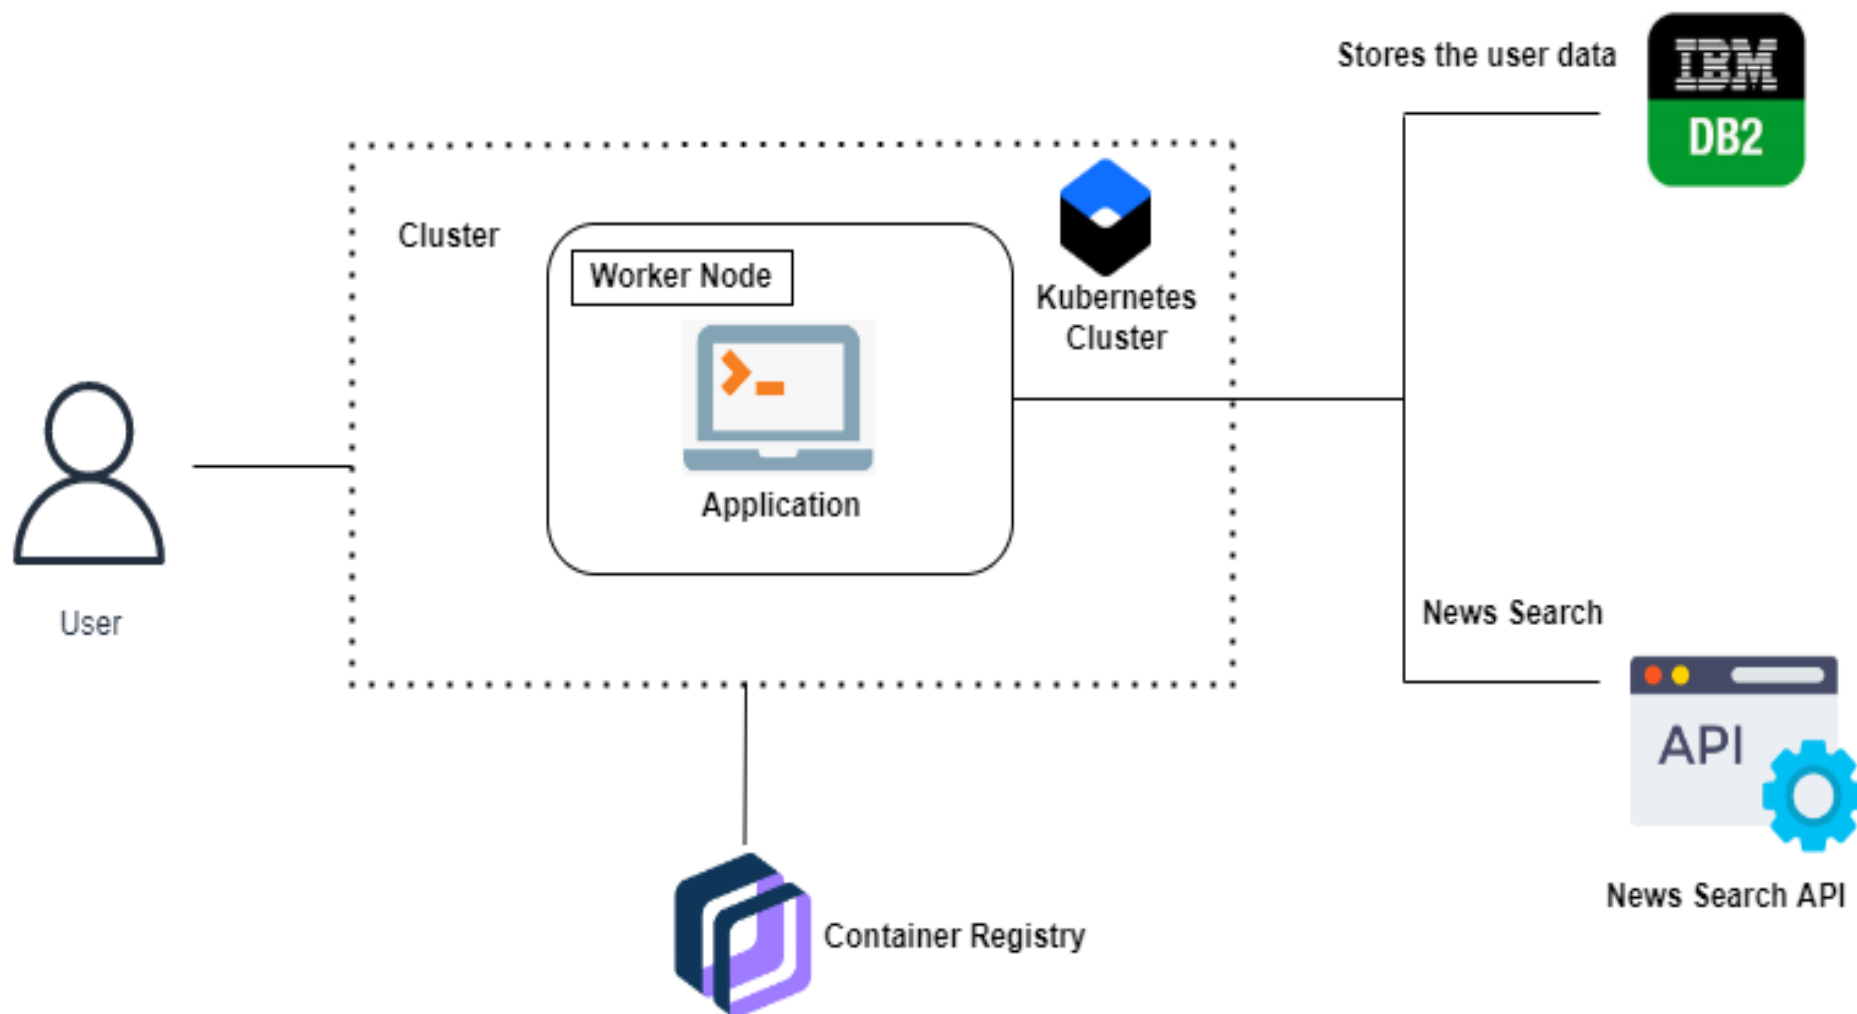 Stores the user data
IBM
DB2
Cluster
Worker Node
Kubernetes
Cluster
Application
User
News Search
API
News Search API
Container Registry